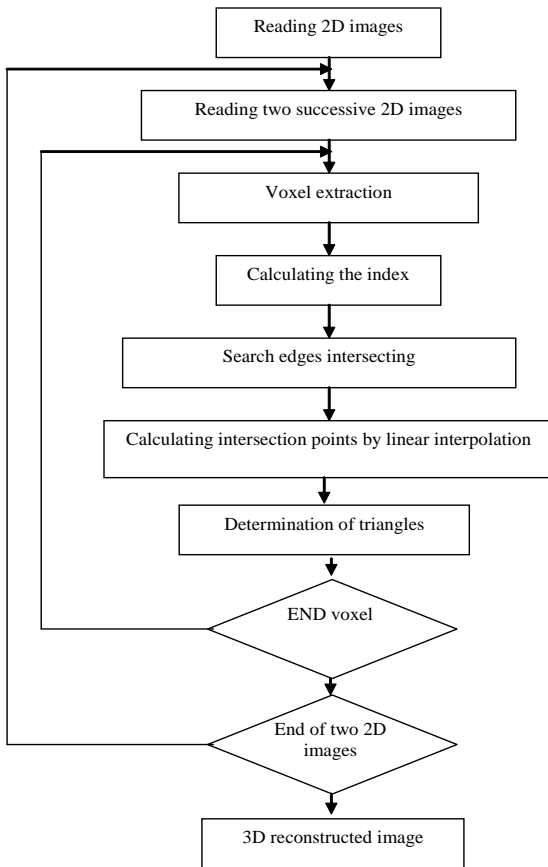 Reading 2D images
Reading two successive 2D images
Voxel extraction
Calculating the index
Search edges intersecting
Calculating intersection points by linear interpolation
Determination of triangles
END voxel
End of two 2D
images
3D reconstructed image